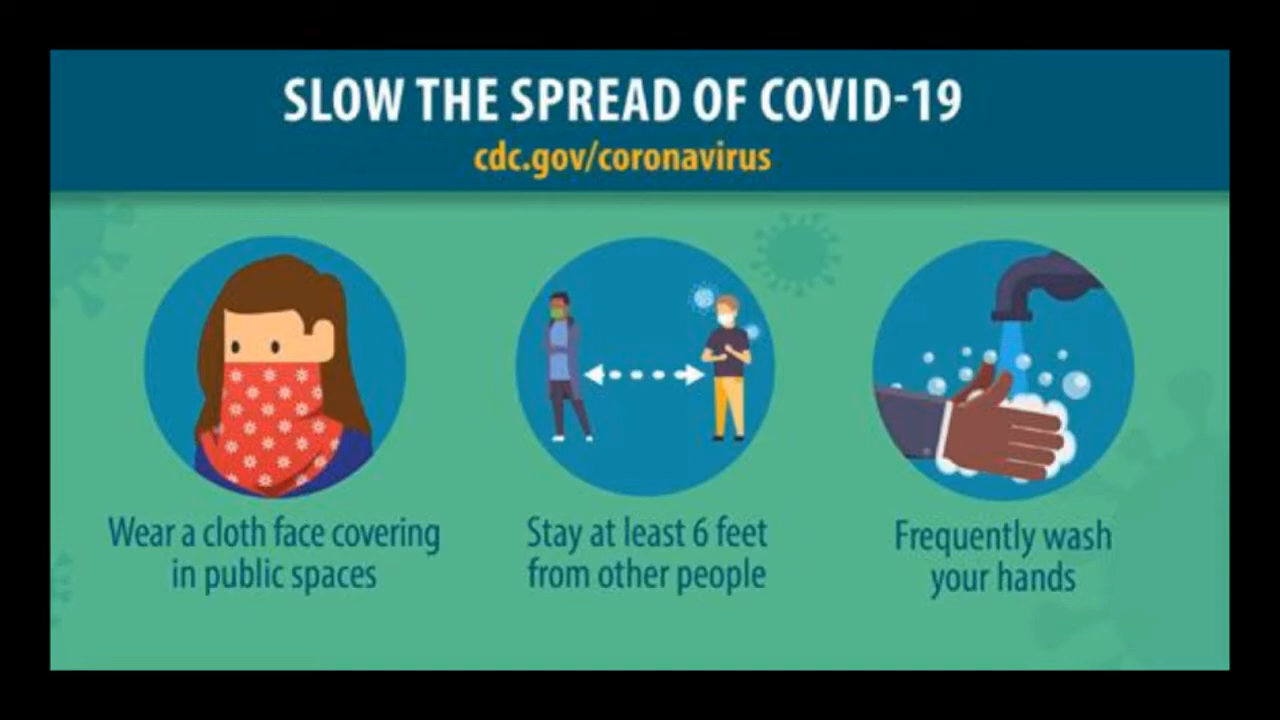 SLOW THE SPREAD OF COVID-19
cdc.gov/coronavirus
Wear a cloth face covering
in public spaces
Stay at least 6 feet
from other people
Frequently wash
your hands